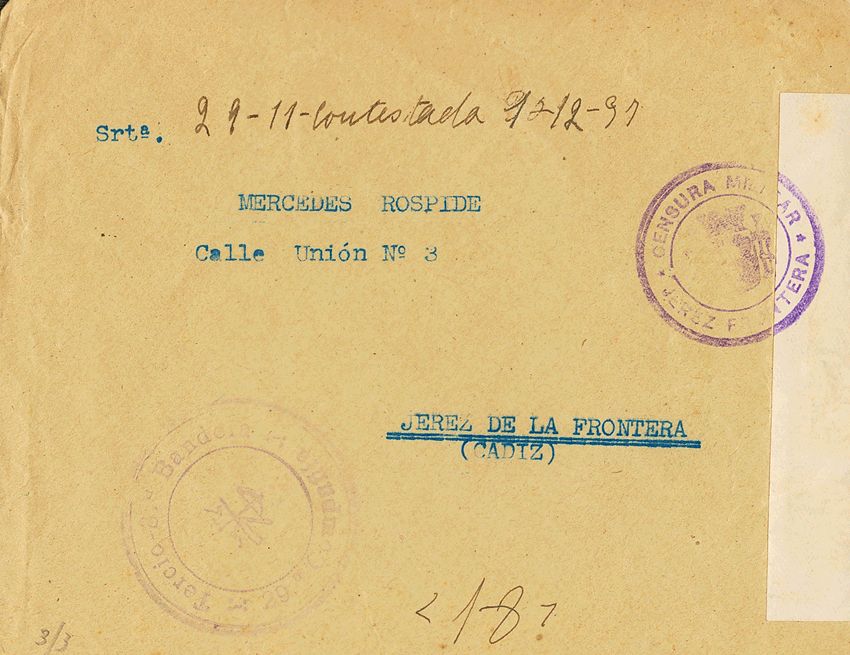 29-11-Contestada 9-12-37
Srtª.
MERCEDES ROSPIDE
Calle Unión Nº 3
* CENSURA MILITAR *
JEREZ FRONTERA
JEREZ DE LA FRONTERA
(CADIZ)
Tercio. Bandera
Compañia
3/3